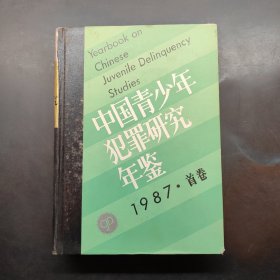 Yearbook on
Chinese
Juvenile Delinquency
Studies
中国青少年
犯罪研究
年鉴
1987·首卷